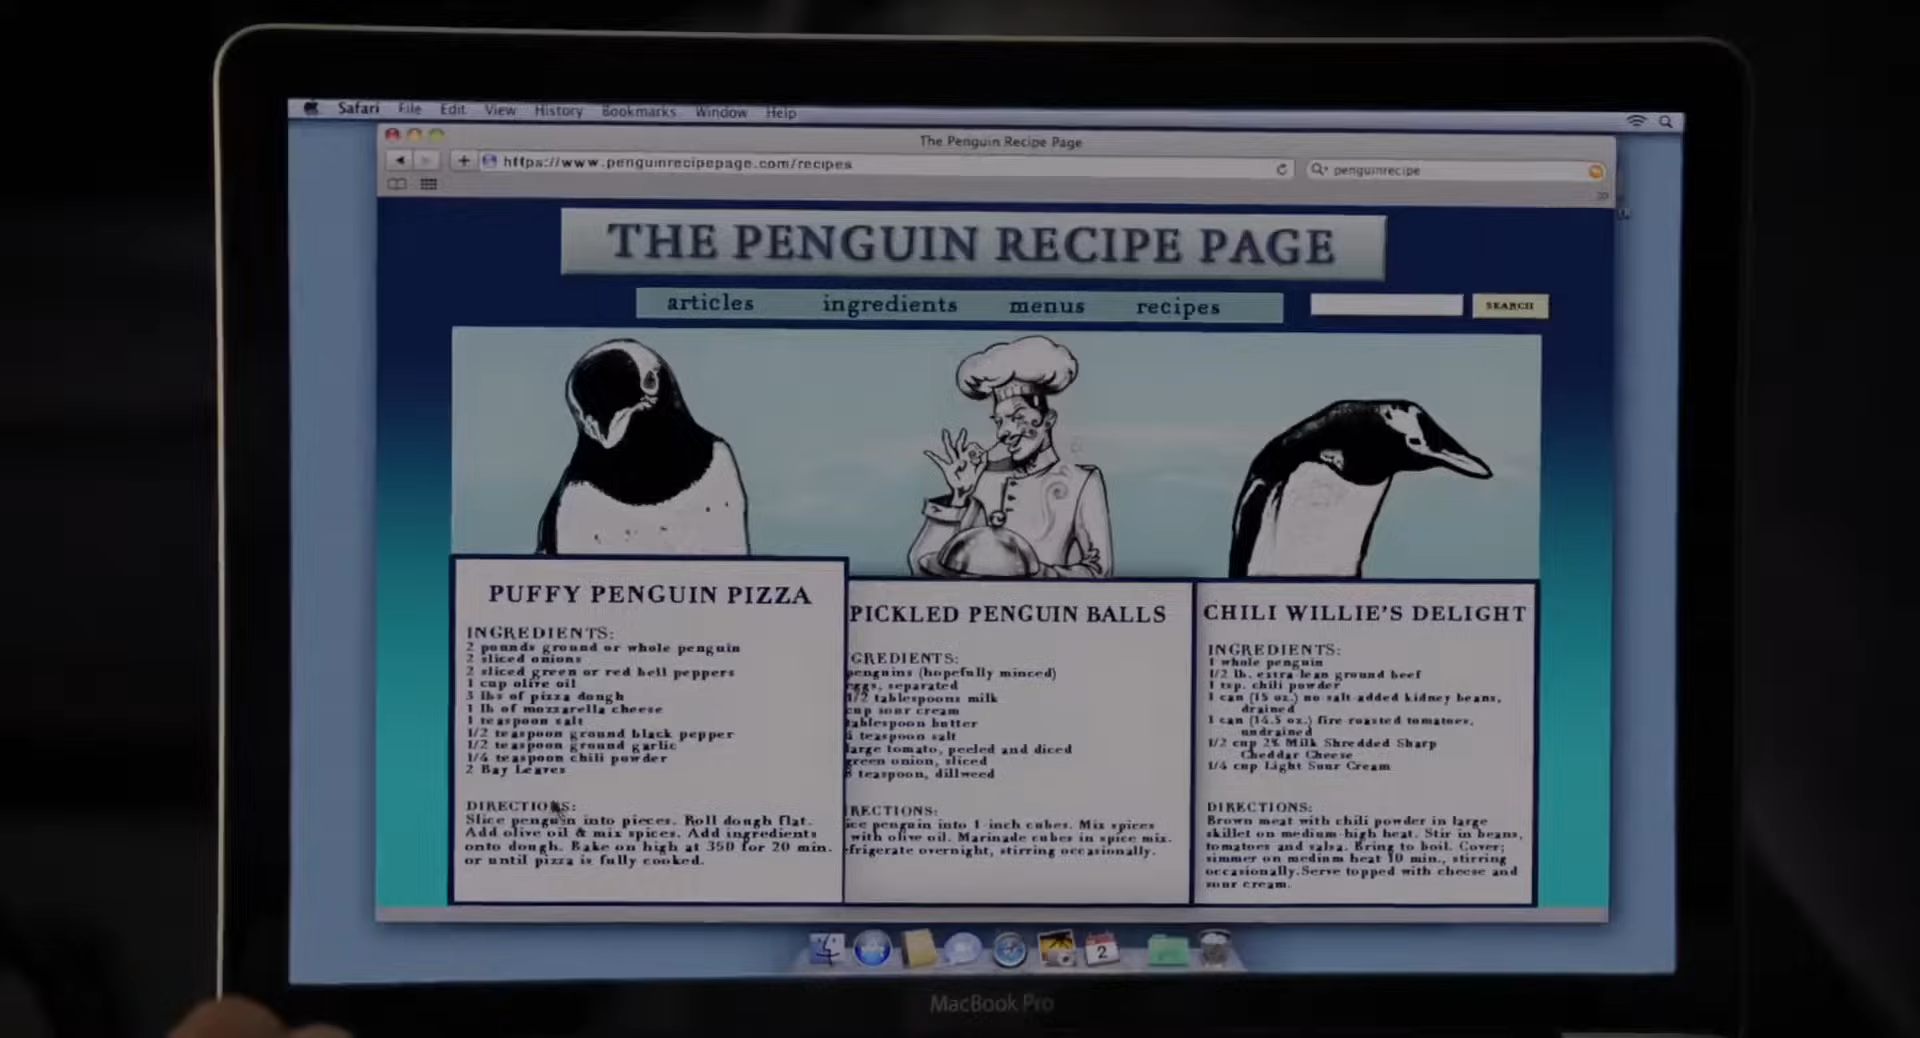 Safari File Edit View History Bookmarks Window Help
The Penguin Recipe Page
https://www.penguinrecipepage.com/recipes
penguinrecipe
THE PENGUIN RECIPE PAGE
articles ingredients menus recipes
SEARCH
PUFFY PENGUIN PIZZA
INGREDIENTS:
2 pounds ground or whole penguin
2 sliced onions
2 sliced green or red bell peppers
1 cup olive oil
3 lbs of pizza dough
1 lb of mozzarella cheese
1 teaspoon salt
1/2 teaspoon ground black pepper
1/2 teaspoon ground garlic
1/4 teaspoon chili powder
2 Bay Leaves
DIRECTIONS:
Slice penguin into pieces. Roll dough flat.
Add olive oil & mix spices. Add ingredients
onto dough. Bake on high at 350 for 20 min.
or until pizza is fully cooked.
PICKLED PENGUIN BALLS
GREDIENTS:
penguins (hopefully minced)
eggs, separated
1/2 tablespoons milk
cup sour cream
tablespoon butter
teaspoon salt
large tomato, peeled and diced
green onion, sliced
teaspoon, dillweed
RECTIONS:
ice penguin into 1-inch cubes. Mix spices
with olive oil. Marinade cubes in spice mix.
efrigerate overnight, stirring occasionally.
CHILI WILLIE'S DELIGHT
INGREDIENTS:
1 whole penguin
1/2 lb. extra-lean ground beef
1 tsp. chili powder
1 can (15 oz.) no-salt-added kidney beans,
drained
1 can (14.5 oz.) fire-roasted tomatoes,
undrained
1/2 cup 2% Milk Shredded Sharp
Cheddar Cheese
1/4 cup Light Sour Cream
DIRECTIONS:
Brown meat with chili powder in large
skillet on medium-high heat. Stir in beans,
tomatoes and salsa. Bring to boil. Cover;
simmer on medium heat 10 min., stirring
occasionally.Serve topped with cheese and
sour cream.
2
MacBook Pro